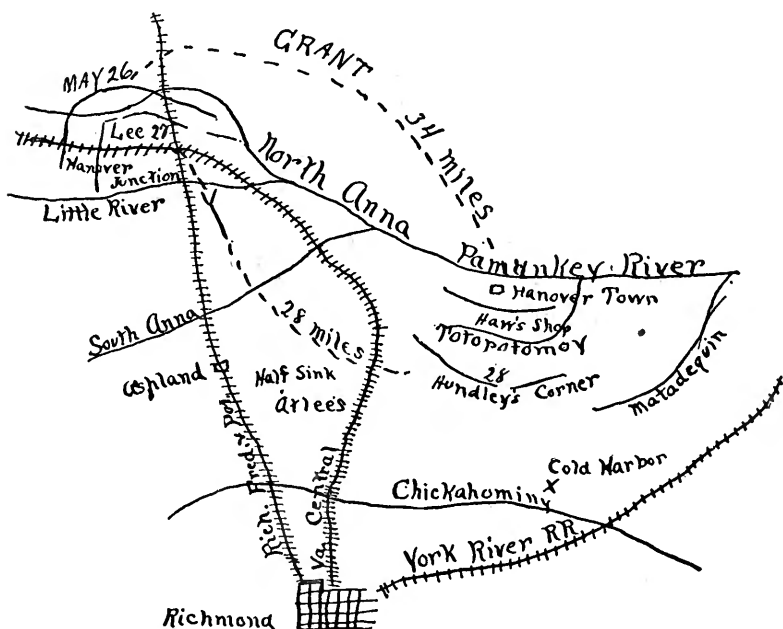 GRANT
34 miles
MAY 26,
Lee 27
Hanover
Junction
North Anna
Little River
Pamunkey River
Hanover Town
Haw's Shop
Totopotomoy
28
Hundley's Corner
Matadequin
South Anna
28 miles
Ashland
Half Sink
Atlee's
Rich. Fred. & Pot.
Va. Central
Chickahominy
Cold Harbor
York River RR.
Richmond